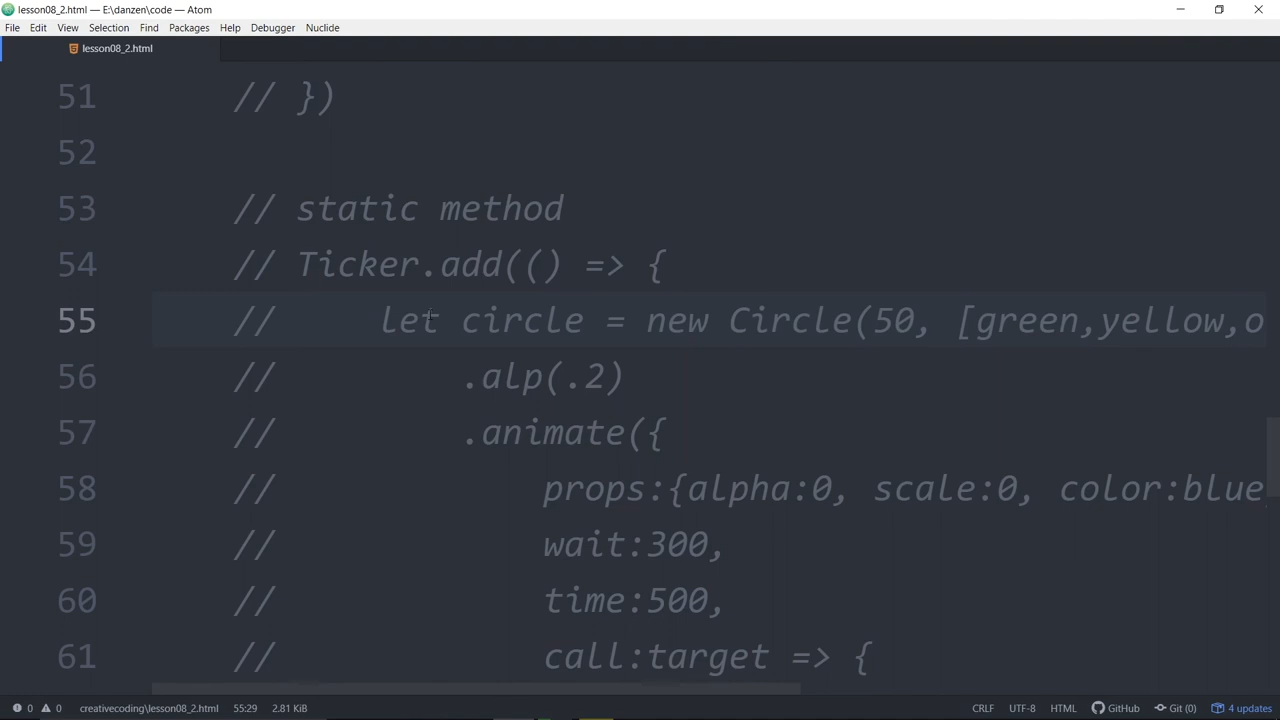 lesson08_2.html — E:\danzen\code — Atom
File Edit View Selection Find Packages Help Debugger Nuclide
lesson08_2.html
51 // })
52
53 // static method
54 // Ticker.add(() => {
55 // let circle = new Circle(50, [green,yellow,o
56 // .alp(.2)
57 // .animate({
58 // props:{alpha:0, scale:0, color:blue
59 // wait:300,
60 // time:500,
61 // call:target => {
0 0 creativecoding\lesson08_2.html 55:29 2.81 KiB CRLF UTF-8 HTML GitHub Git (0) 4 updates